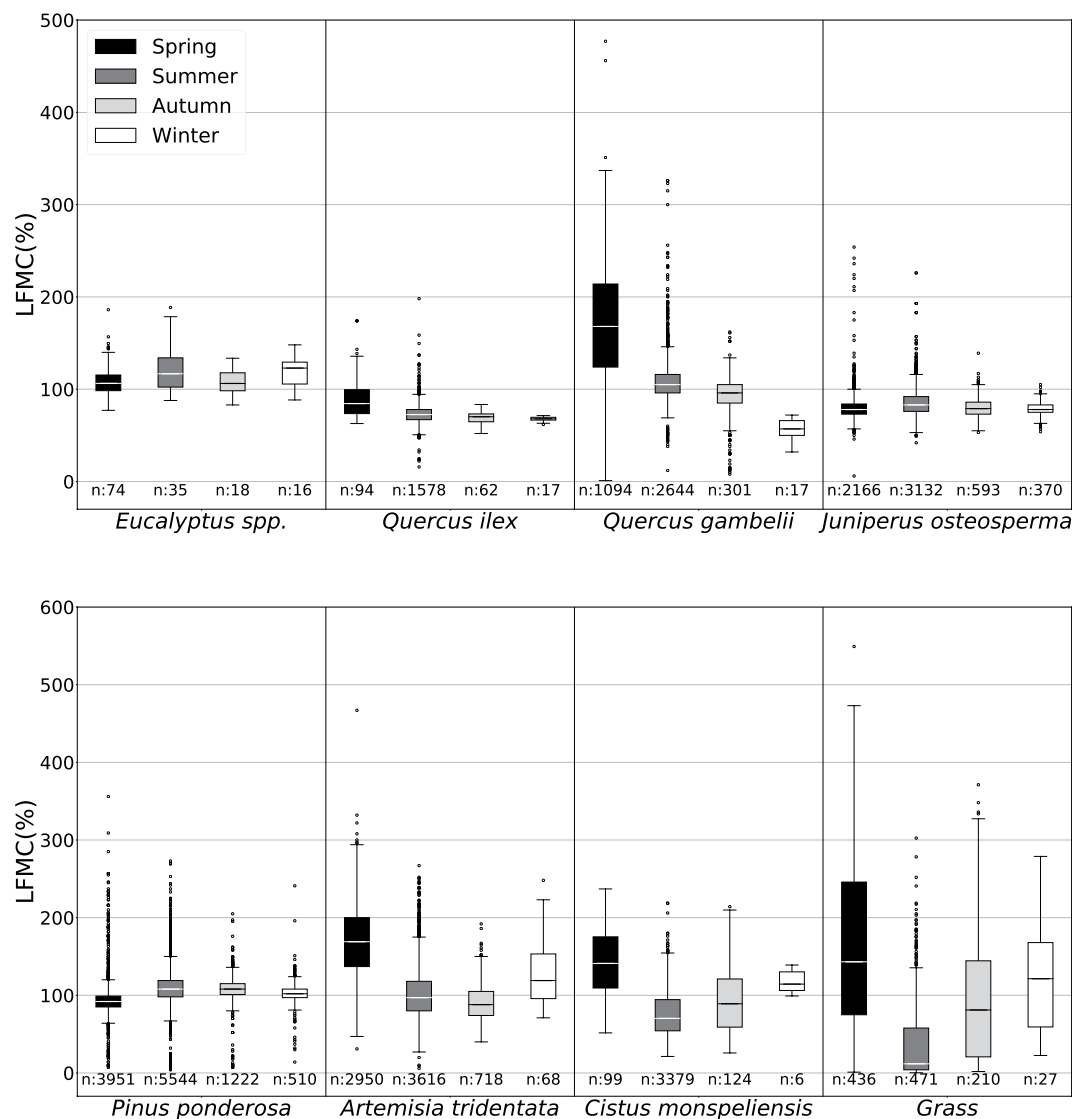 500
400
300
200
100
0
LFMC(%)
Spring
Summer
Autumn
Winter
n:74 n:35 n:18 n:16 n:94 n:1578 n:62 n:17 n:1094 n:2644 n:301 n:17 n:2166 n:3132 n:593 n:370
Eucalyptus spp. Quercus ilex Quercus gambelii Juniperus osteosperma
600
500
400
300
200
100
0
LFMC(%)
n:3951 n:5544 n:1222 n:510 n:2950 n:3616 n:718 n:68 n:99 n:3379 n:124 n:6 n:436 n:471 n:210 n:27
Pinus ponderosa Artemisia tridentata Cistus monspeliensis Grass